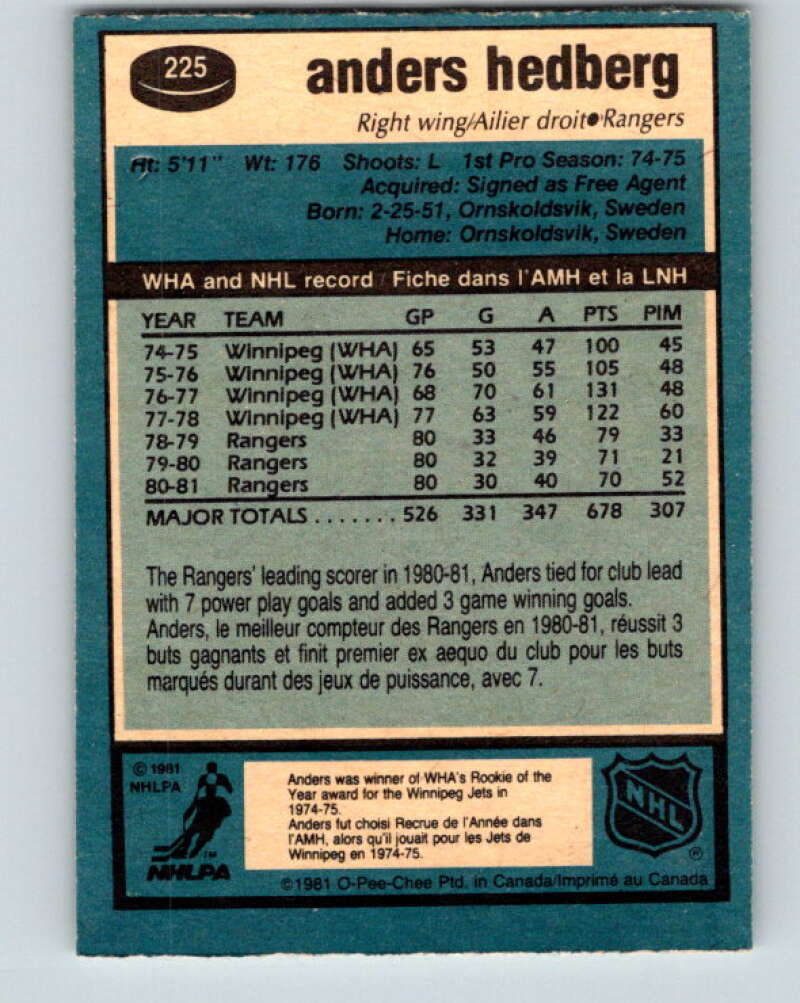 225
anders hedberg
Right wing/Ailier droit•Rangers
Ht: 5'11" Wt: 176 Shoots: L 1st Pro Season: 74-75
Acquired: Signed as Free Agent
Born: 2-25-51, Ornskoldsvik, Sweden
Home: Ornskoldsvik, Sweden
WHA and NHL record / Fiche dans l'AMH et la LNH
YEAR TEAM GP G A PTS PIM
74-75 Winnipeg (WHA) 65 53 47 100 45
75-76 Winnipeg (WHA) 76 50 55 105 48
76-77 Winnipeg (WHA) 68 70 61 131 48
77-78 Winnipeg (WHA) 77 63 59 122 60
78-79 Rangers 80 33 46 79 33
79-80 Rangers 80 32 39 71 21
80-81 Rangers 80 30 40 70 52
MAJOR TOTALS ....... 526 331 347 678 307
The Rangers' leading scorer in 1980-81, Anders tied for club lead
with 7 power play goals and added 3 game winning goals.
Anders, le meilleur compteur des Rangers en 1980-81, réussit 3
buts gagnants et finit premier ex aequo du club pour les buts
marqués durant des jeux de puissance, avec 7.
© 1981
NHLPA
TM
NHLPA
Anders was winner of WHA's Rookie of the
Year award for the Winnipeg Jets in
1974-75.
Anders fut choisi Recrue de l'Année dans
l'AMH, alors qu'il jouait pour les Jets de
Winnipeg en 1974-75.
NHL
®
©1981 O-Pee-Chee Ptd. in Canada/Imprimé au Canada